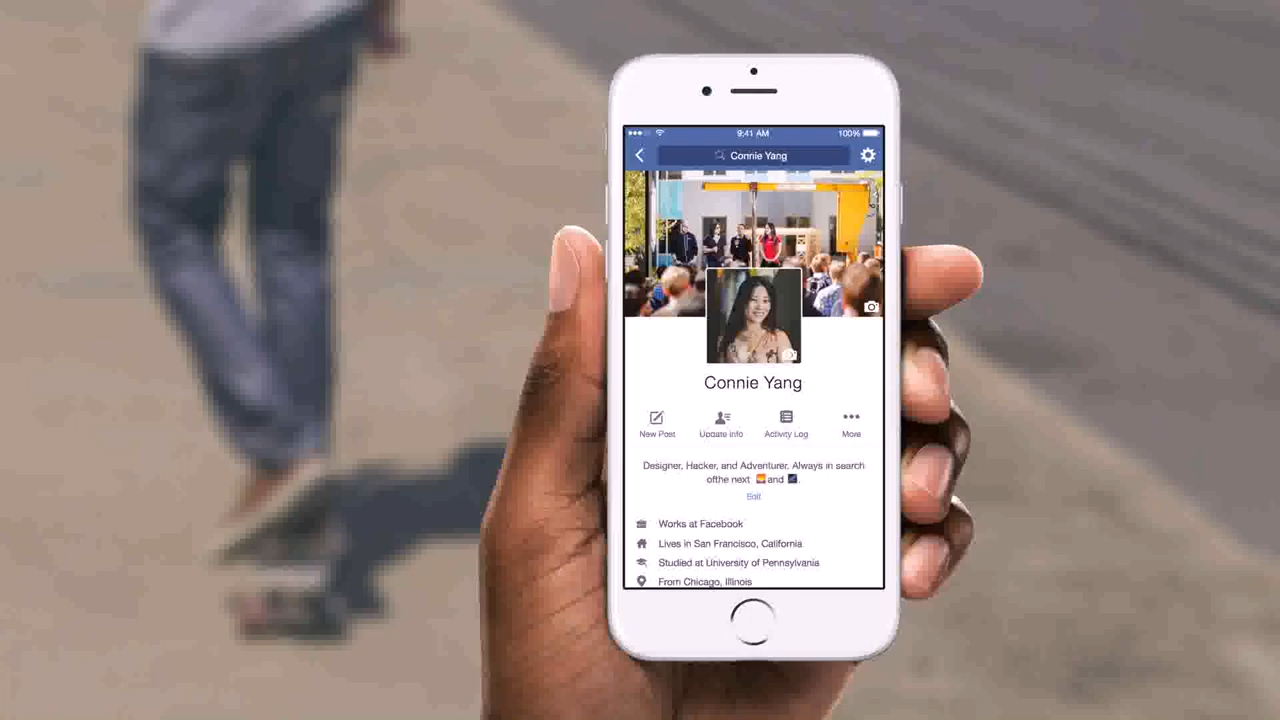 9:41 AM 100%
Connie Yang
Connie Yang
New Post Update Info Activity Log More
Designer, Hacker, and Adventurer. Always in search
ofthe next 🌅 and 🌌.
Edit
Works at Facebook
Lives in San Francisco, California
Studied at University of Pennsylvania
From Chicago, Illinois